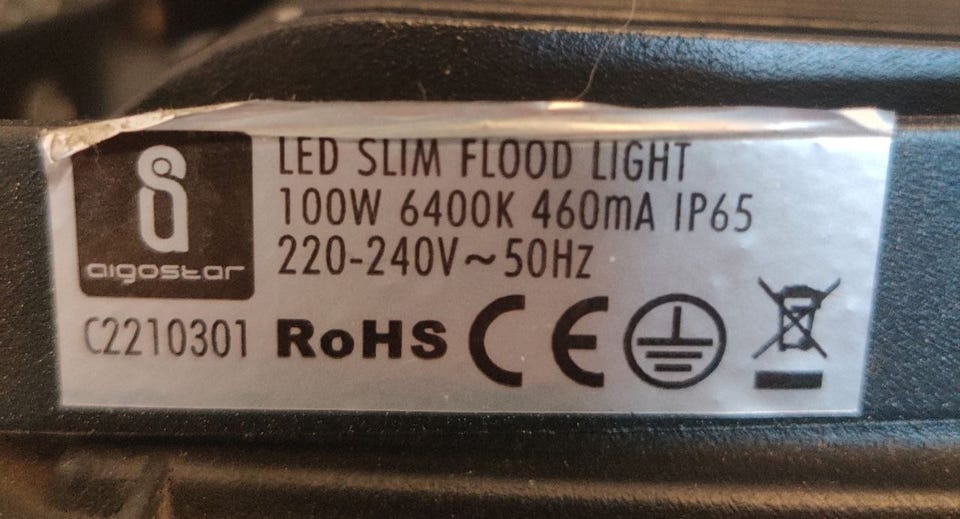 LED SLIM FLOOD LIGHT
100W 6400K 460mA IP65
220-240V~50Hz
aigostar
C2210301 RoHS CE